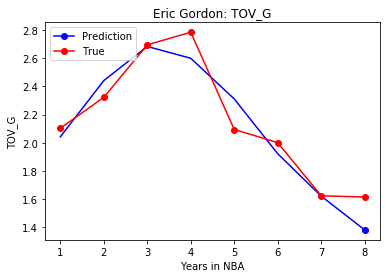 Eric Gordon: TOV_G
Prediction
True
TOV_G
2.8
2.6
2.4
2.2
2.0
1.8
1.6
1.4
1 2 3 4 5 6 7 8
Years in NBA